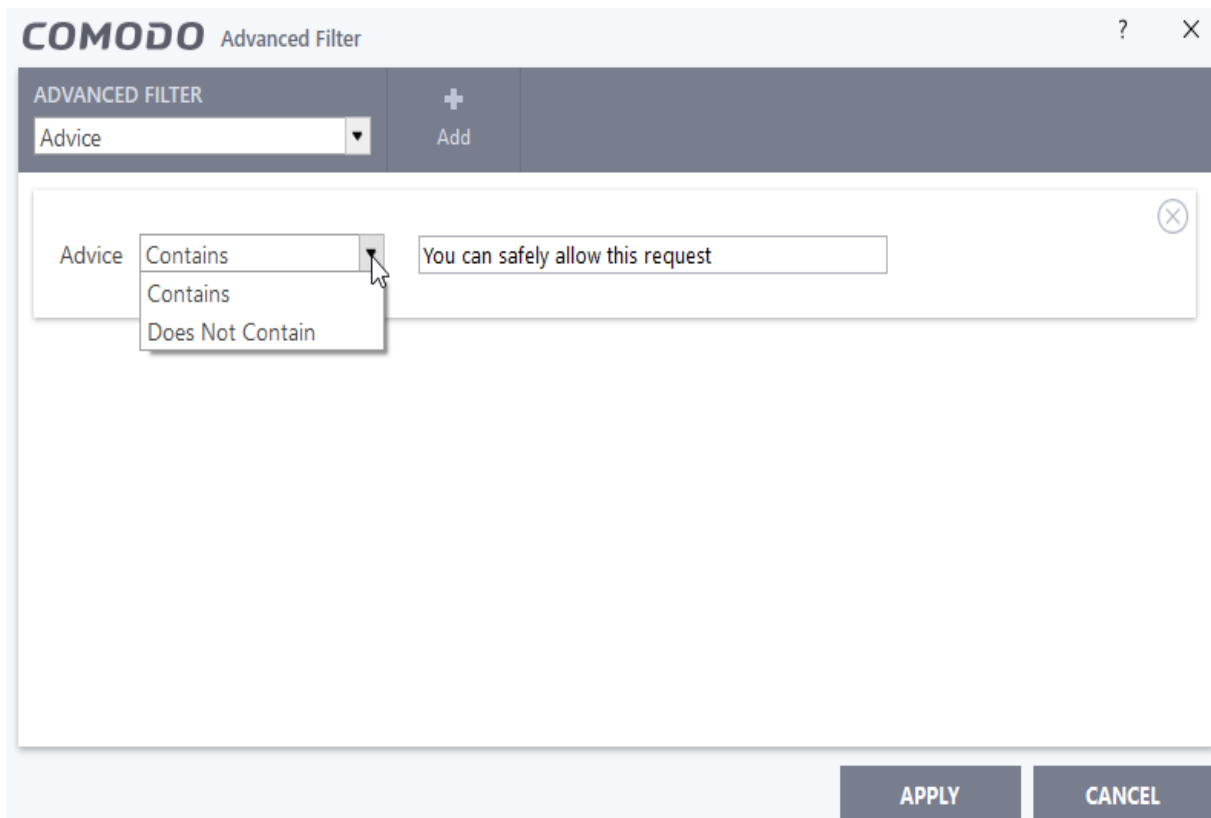 COMODO Advanced Filter ?
ADVANCED FILTER
Advice
Add
Advice Contains You can safely allow this request
Contains
Does Not Contain
APPLY CANCEL